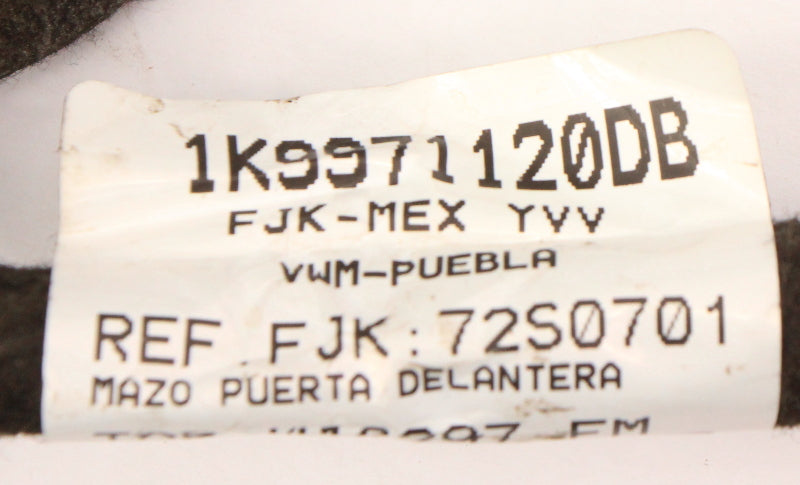 1K9971120DB
FJK-MEX YVV
VWM-PUEBLA
REF.FJK:72S0701
MAZO PUERTA DELANTERA